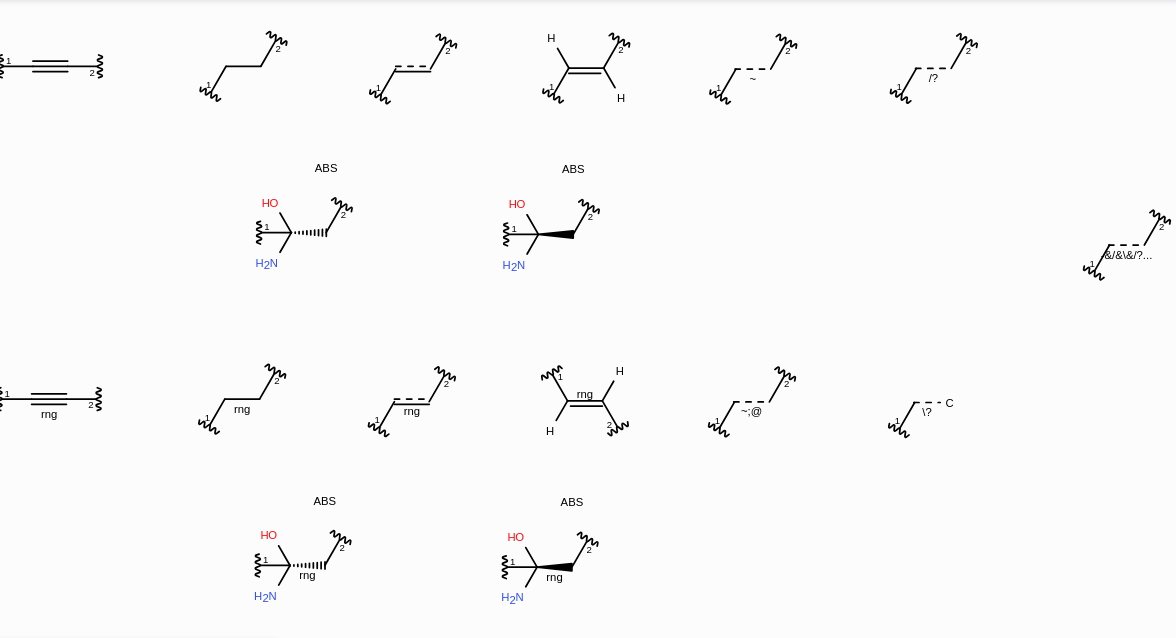 1 2
1 2
1 2
H 1 2 H
1 ~ 2
1 /? 2
ABS
HO 1 2 H2N
ABS
HO 1 2 H2N
1 2
1 2 rng
1 2 rng
1 2 rng
1 rng H H 2
1 2 ~;@
1 \? C
ABS
HO 1 2 rng H2N
ABS
HO 1 2 rng H2N